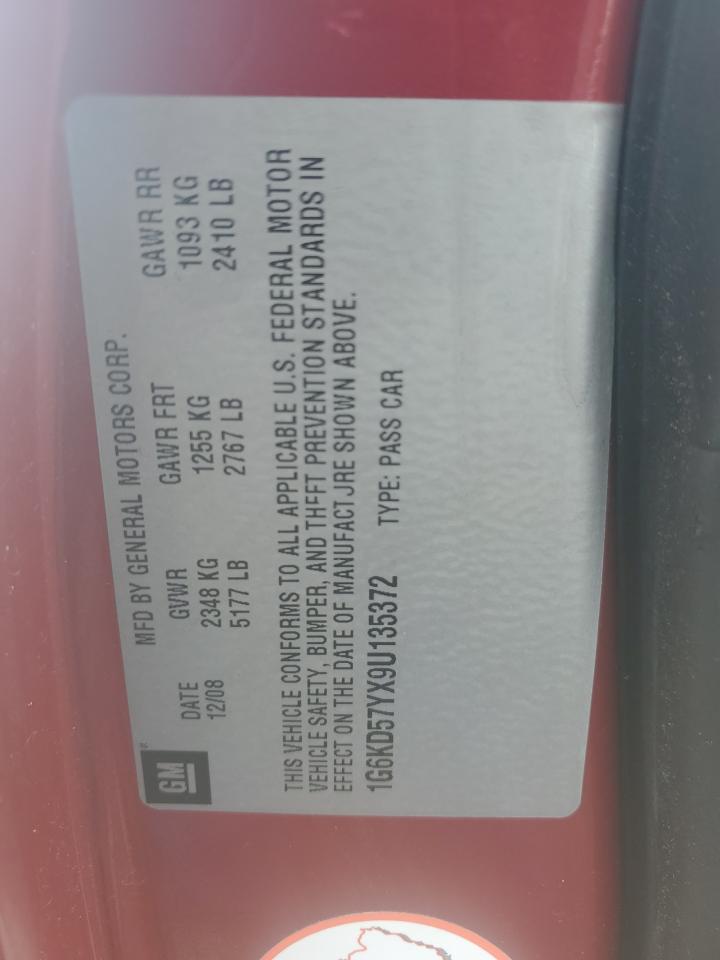 GM
MFD BY GENERAL MOTORS CORP.
DATE GVWR GAWR FRT GAWR RR
12/08 2348 KG 1255 KG 1093 KG
5177 LB 2767 LB 2410 LB
THIS VEHICLE CONFORMS TO ALL APPLICABLE U.S. FEDERAL MOTOR
VEHICLE SAFETY, BUMPER, AND THEFT PREVENTION STANDARDS IN
EFFECT ON THE DATE OF MANUFACTURE SHOWN ABOVE.
1G6KD57YX9U135372 TYPE: PASS CAR